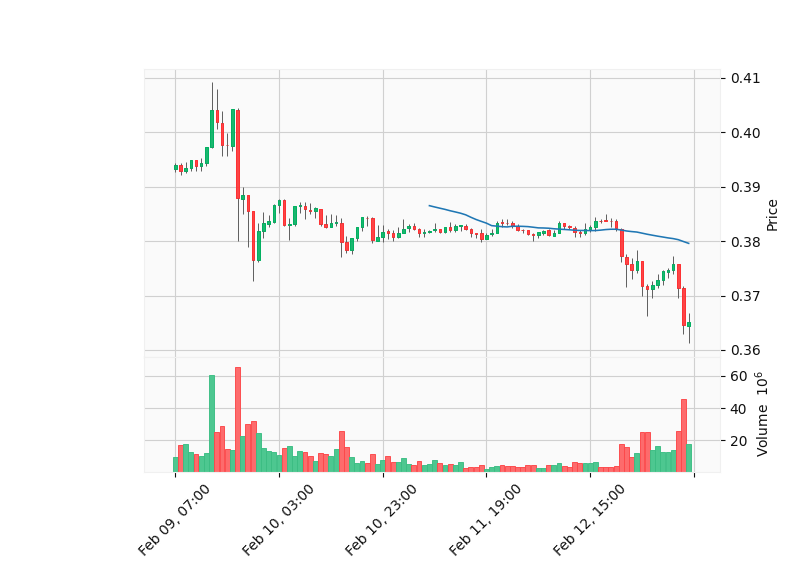 0.41
0.40
0.39
0.38
0.37
0.36
Price
60
40
20
Volume 10^6
Feb 09, 07:00
Feb 10, 03:00
Feb 10, 23:00
Feb 11, 19:00
Feb 12, 15:00